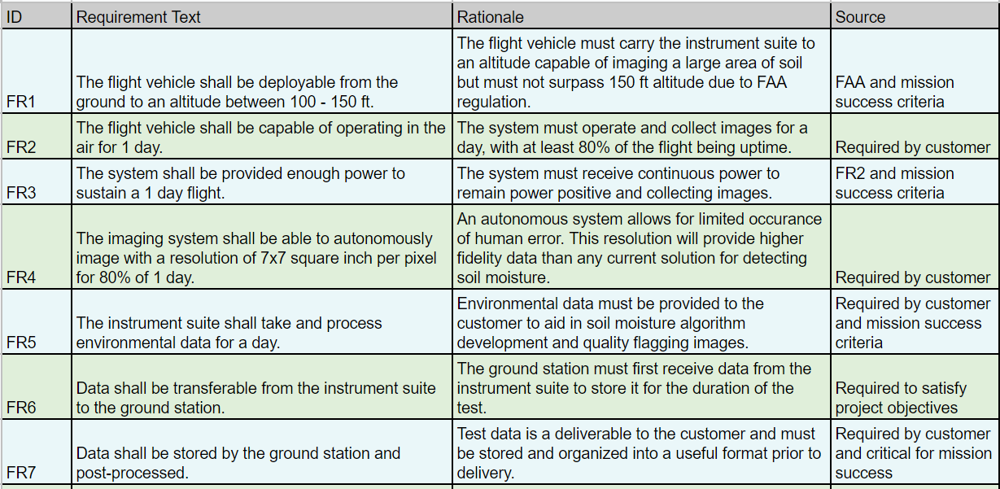 ID Requirement Text Rationale Source
The flight vehicle must carry the instrument suite to
an altitude capable of imaging a large area of soil
The flight vehicle shall be deployable from the but must not surpass 150 ft altitude due to FAA FAA and mission
FR1 ground to an altitude between 100 - 150 ft. regulation. success criteria
The flight vehicle shall be capable of operating in the The system must operate and collect images for a
FR2 air for 1 day. day, with at least 80% of the flight being uptime. Required by customer
The system shall be provided enough power to The system must receive continuous power to FR2 and mission
FR3 sustain a 1 day flight. remain power positive and collecting images. success criteria
An autonomous system allows for limited occurance
The imaging system shall be able to autonomously of human error. This resolution will provide higher
image with a resolution of 7x7 square inch per pixel fidelity data than any current solution for detecting
FR4 for 80% of 1 day. soil moisture. Required by customer
Environmental data must be provided to the Required by customer
The instrument suite shall take and process customer to aid in soil moisture algorithm and mission success
FR5 environmental data for a day. development and quality flagging images. criteria
The ground station must first receive data from the
Data shall be transferable from the instrument suite instrument suite to store it for the duration of the Required to satisfy
FR6 to the ground station. test. project objectives
Test data is a deliverable to the customer and must Required by customer
Data shall be stored by the ground station and be stored and organized into a useful format prior to and critical for mission
FR7 post-processed. delivery. success